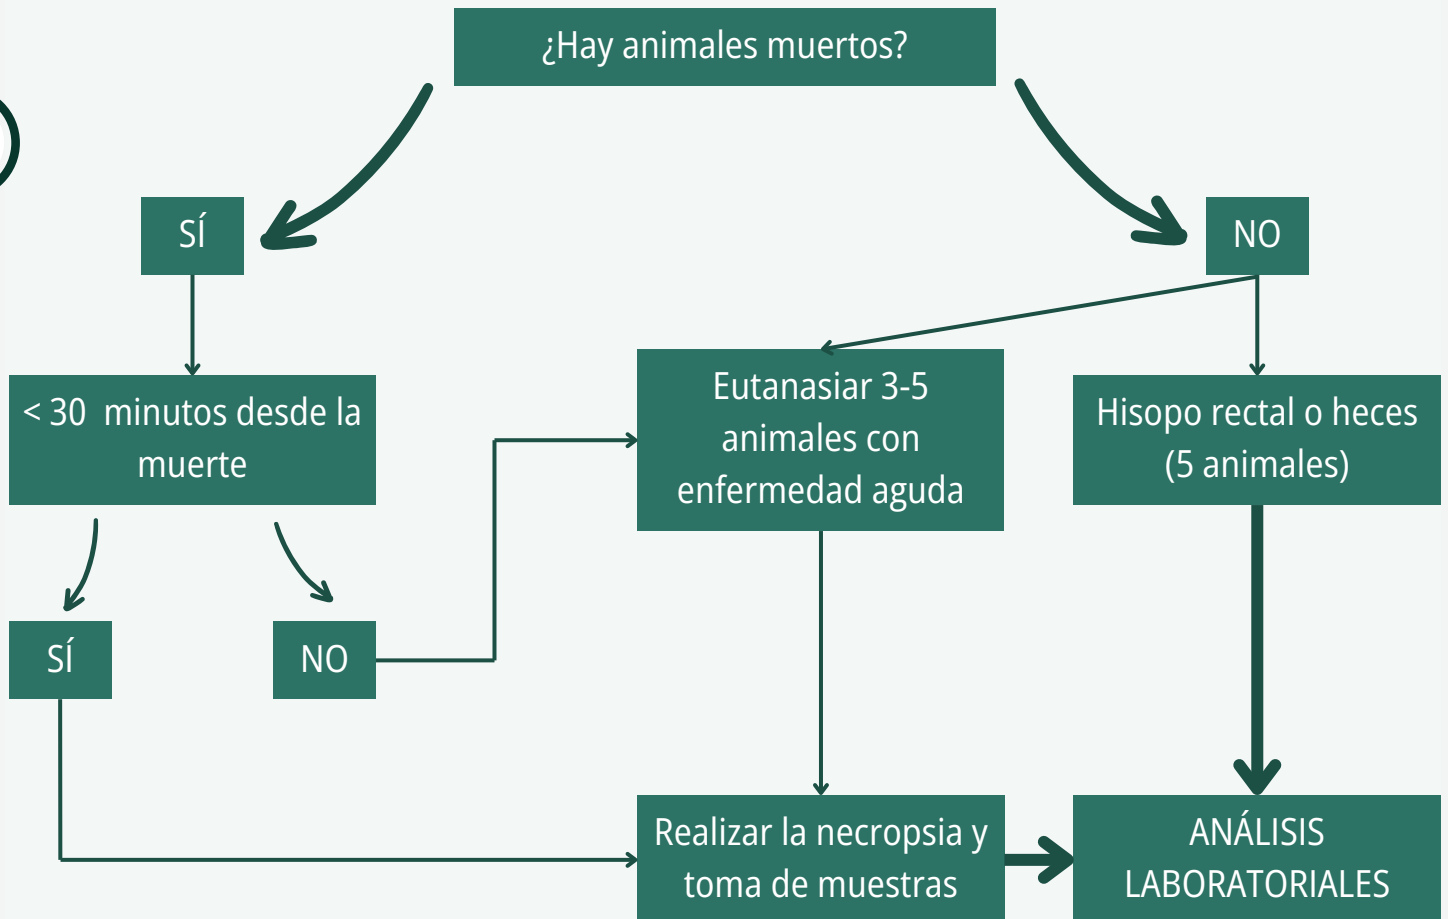 ¿Hay animales muertos?
SÍ
NO
< 30 minutos desde la
muerte
Eutanasiar 3-5
animales con
enfermedad aguda
Hisopo rectal o heces
(5 animales)
SÍ
NO
Realizar la necropsia y
toma de muestras
ANÁLISIS
LABORATORIALES